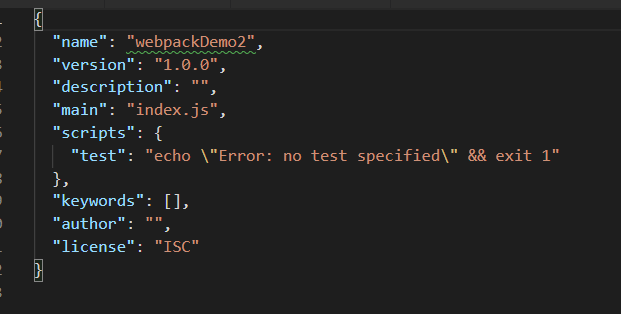 {
"name": "webpackDemo2",
"version": "1.0.0",
"description": "",
"main": "index.js",
"scripts": {
"test": "echo \"Error: no test specified\" && exit 1"
},
"keywords": [],
"author": "",
"license": "ISC"
}